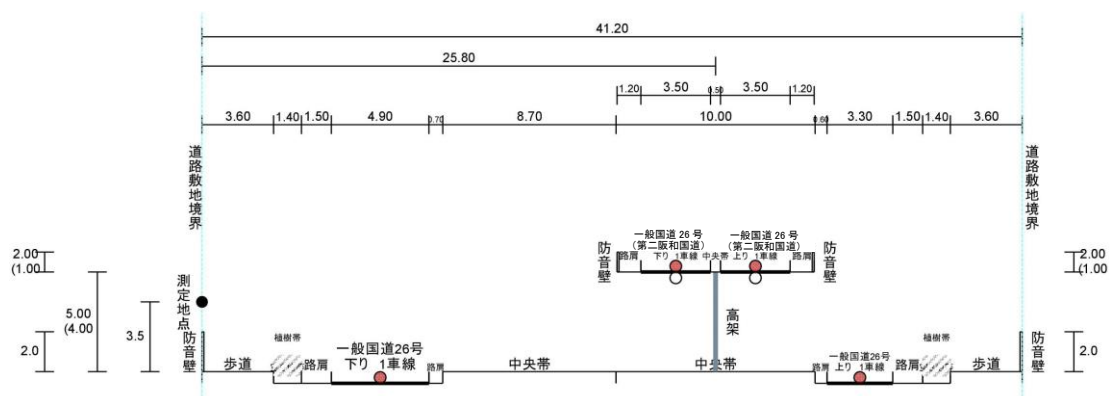 41.20
25.80
1.20 3.50 0.50 3.50 1.20
3.60 1.40 1.50 4.90 0.70 8.70 10.00 0.60 3.30 1.50 1.40 3.60
道路敷地境界
道路敷地境界
一般国道 26 号
(第二阪和国道)
一般国道 26 号
(第二阪和国道)
防音壁
路肩 下り 1車線 中央帯 上り 1車線 路肩
防音壁
2.00
(1.00
2.00
(1.00
測定地点
5.00
(4.00
3.5
高架
2.0
防音壁
歩道
植樹帯
路肩
一般国道26号
下り 1車線
路肩
中央帯
中央帯
路肩
一般国道26号
上り 1車線
路肩
植樹帯
歩道
防音壁
2.0